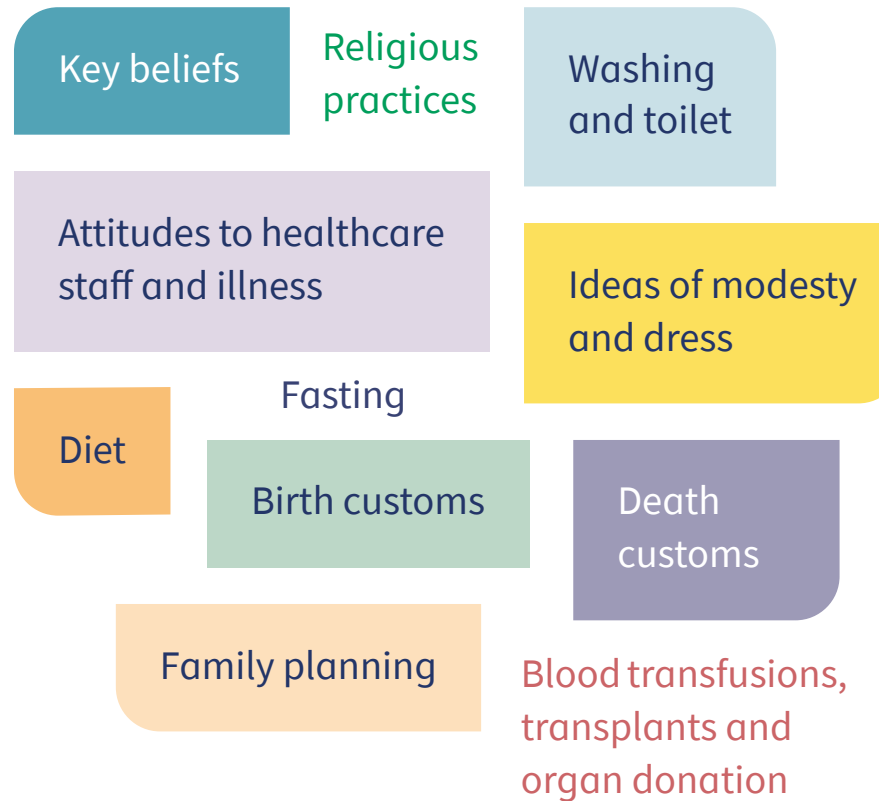 Key beliefs
Religious
practices
Washing
and toilet
Attitudes to healthcare
staff and illness
Ideas of modesty
and dress
Fasting
Diet
Birth customs
Death
customs
Family planning
Blood transfusions,
transplants and
organ donation